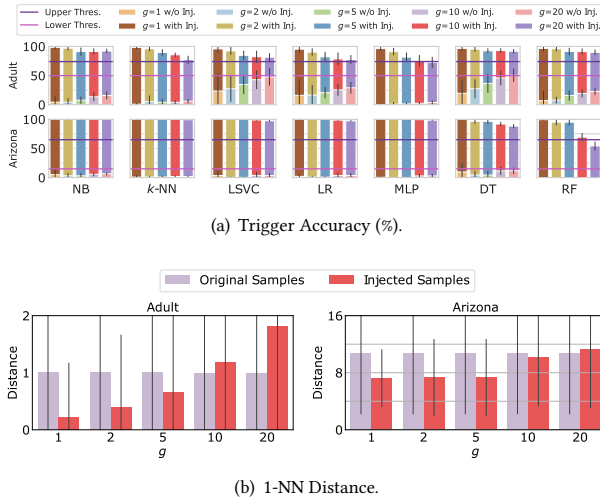 Upper Thres. g=1 w/o Inj. g=2 w/o Inj. g=5 w/o Inj. g=10 w/o Inj. g=20 w/o Inj.
Lower Thres. g=1 with Inj. g=2 with Inj. g=5 with Inj. g=10 with Inj. g=20 with Inj.
Adult
100
50
0
Arizona
100
50
0
NB k-NN LSVC LR MLP DT RF
(a) Trigger Accuracy (%).
Original Samples Injected Samples
Adult Arizona
Distance
2
1
0
1 2 5 10 20
g
Distance
16
8
0
1 2 5 10 20
g
(b) 1-NN Distance.